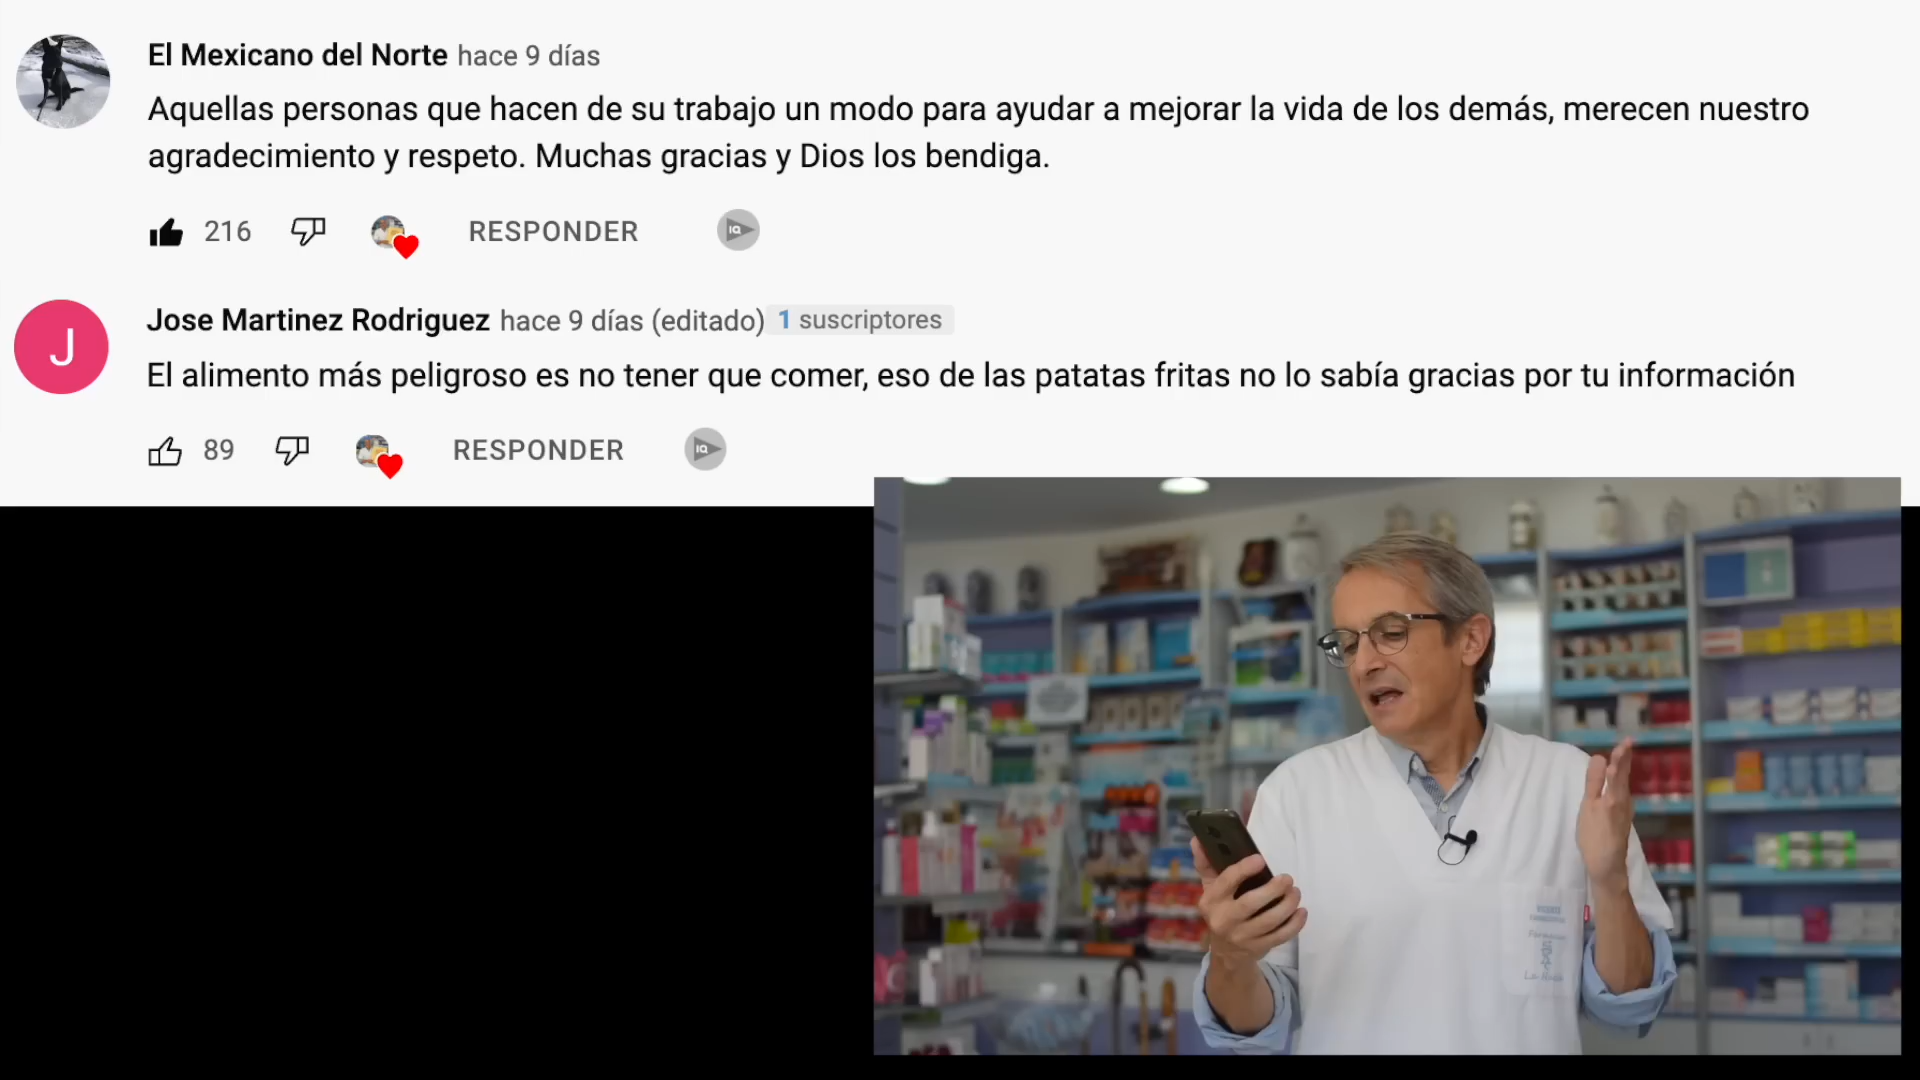 El Mexicano del Norte hace 9 días
Aquellas personas que hacen de su trabajo un modo para ayudar a mejorar la vida de los demás, merecen nuestro
agradecimiento y respeto. Muchas gracias y Dios los bendiga.
216 RESPONDER IQ
J
Jose Martinez Rodriguez hace 9 días (editado) 1 suscriptores
El alimento más peligroso es no tener que comer, eso de las patatas fritas no lo sabía gracias por tu información
89 RESPONDER IQ